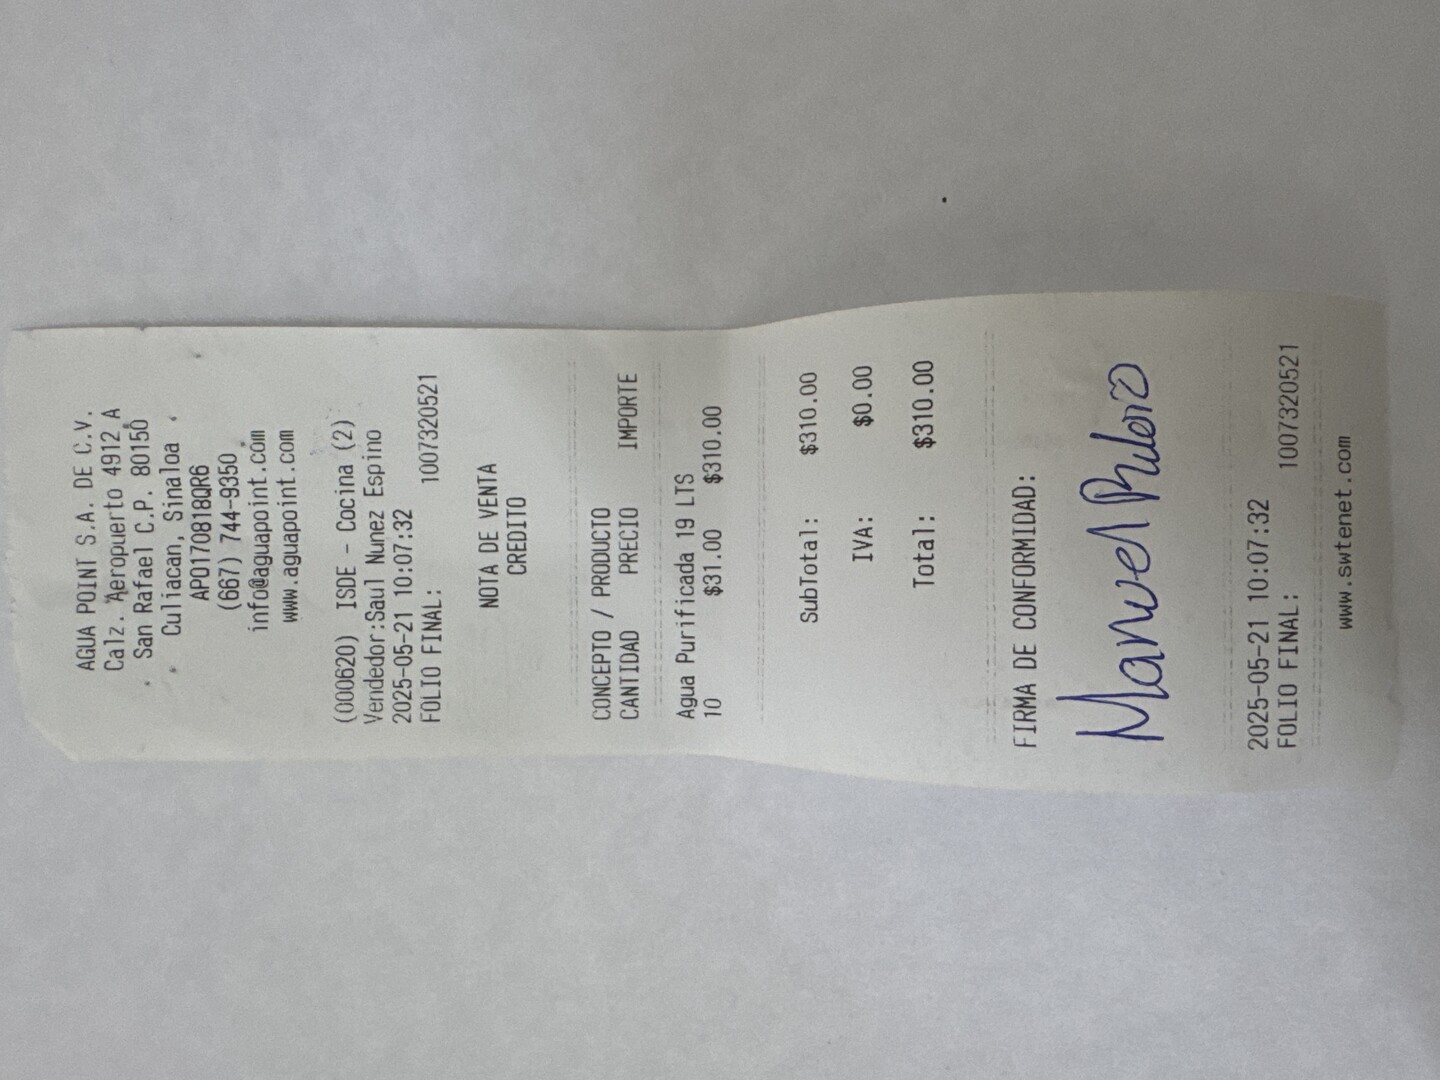 AGUA POINT S.A. DE C.V.
Calz. Aeropuerto 4912 A
San Rafael C.P. 80150
Culiacan, Sinaloa
APO170818QR6
(667) 744-9350
info@aguapoint.com
www.aguapoint.com
(000620) ISDE - Cocina (2)
Vendedor:Saul Nunez Espino
2025-05-21 10:07:32
FOLIO FINAL: 1007320521
NOTA DE VENTA
CREDITO
CONCEPTO / PRODUCTO
CANTIDAD PRECIO IMPORTE
Agua Purificada 19 LTS
10 $31.00 $310.00
SubTotal: $310.00
IVA: $0.00
Total: $310.00
FIRMA DE CONFORMIDAD:
Manuel
2025-05-21 10:07:32
FOLIO FINAL: 1007320521
www.swtenet.com